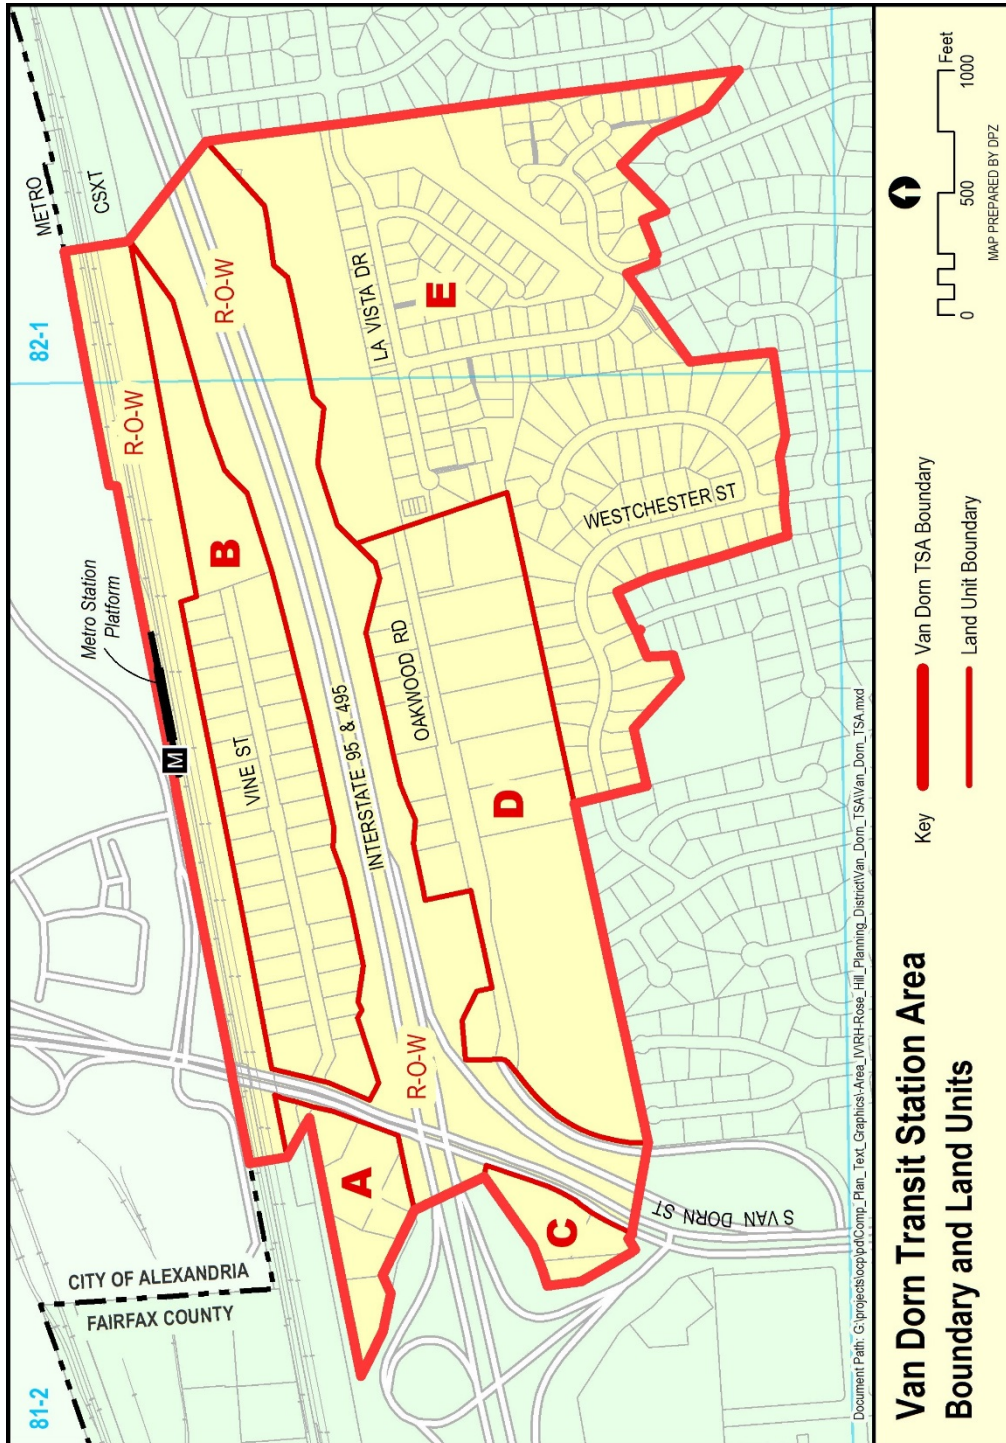 81-2
82-1
METRO
CSXT
CITY OF ALEXANDRIA
FAIRFAX COUNTY
Metro Station
Platform
M
R-O-W
R-O-W
R-O-W
A
B
C
D
E
VINE ST
INTERSTATE 95 & 495
OAKWOOD RD
LA VISTA DR
WESTCHESTER ST
S VAN DORN ST
Document Path: G:\projects\ocp\pd\Comp_Plan_Text_Graphics\-Area_IV\RH-Rose_Hill_Planning_District\Van_Dorn_TSA\Van_Dorn_TSA.mxd
Van Dorn Transit Station Area
Boundary and Land Units
Key
Van Dorn TSA Boundary
Land Unit Boundary
0 500 1000
Feet
MAP PREPARED BY DPZ